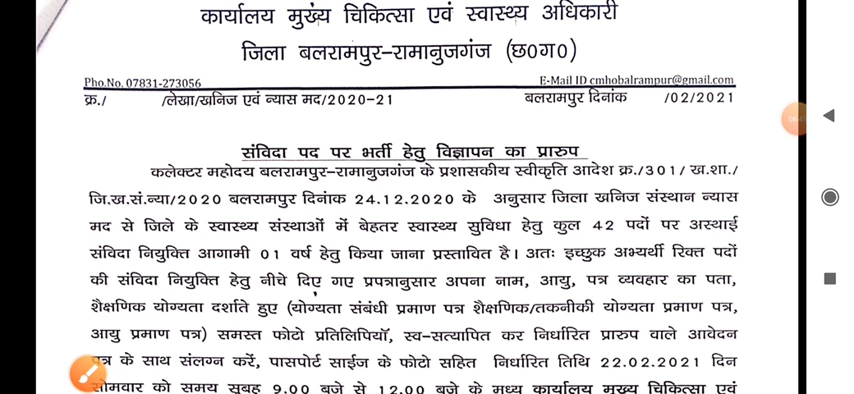 कार्यालय मुख्य चिकित्सा एवं स्वास्थ्य अधिकारी
जिला बलरामपुर–रामानुजगंज (छ0ग0)
Pho.No. 07831-273056 E-Mail ID cmhobalrampur@gmail.com
क्र./ /लेखा/खनिज एवं न्यास मद/2020-21 बलरामपुर दिनांक /02/2021
संविदा पद पर भर्ती हेतु विज्ञापन का प्रारुप
कलेक्टर महोदय बलरामपुर–रामानुजगंज के प्रशासकीय स्वीकृति आदेश क्र./301/ख.शा./
जि.ख.सं.न्या/2020 बलरामपुर दिनांक 24.12.2020 के अनुसार जिला खनिज संस्थान न्यास
मद से जिले के स्वास्थ्य संस्थाओं में बेहतर स्वास्थ्य सुविधा हेतु कुल 42 पदों पर अस्थाई
संविदा नियुक्ति आगामी 01 वर्ष हेतु किया जाना प्रस्तावित है। अतः इच्छुक अभ्यर्थी रिक्त पदों
की संविदा नियुक्ति हेतु नीचे दिए गए प्रपत्रानुसार अपना नाम, आयु, पत्र व्यवहार का पता,
शैक्षणिक योग्यता दर्शाते हुए (योग्यता संबंधी प्रमाण पत्र शैक्षणिक/तकनीकी योग्यता प्रमाण पत्र,
आयु प्रमाण पत्र) समस्त फोटो प्रतिलिपियॉ, स्व-सत्यापित कर निर्धारित प्रारुप वाले आवेदन
पत्र के साथ संलग्न करें, पासपोर्ट साईज के फोटो सहित निर्धारित तिथि 22.02.2021 दिन
सोमवार को समय सुबह 9.00 बजे से 12.00 बजे के मध्य कार्यालय मुख्य चिकित्सा एवं